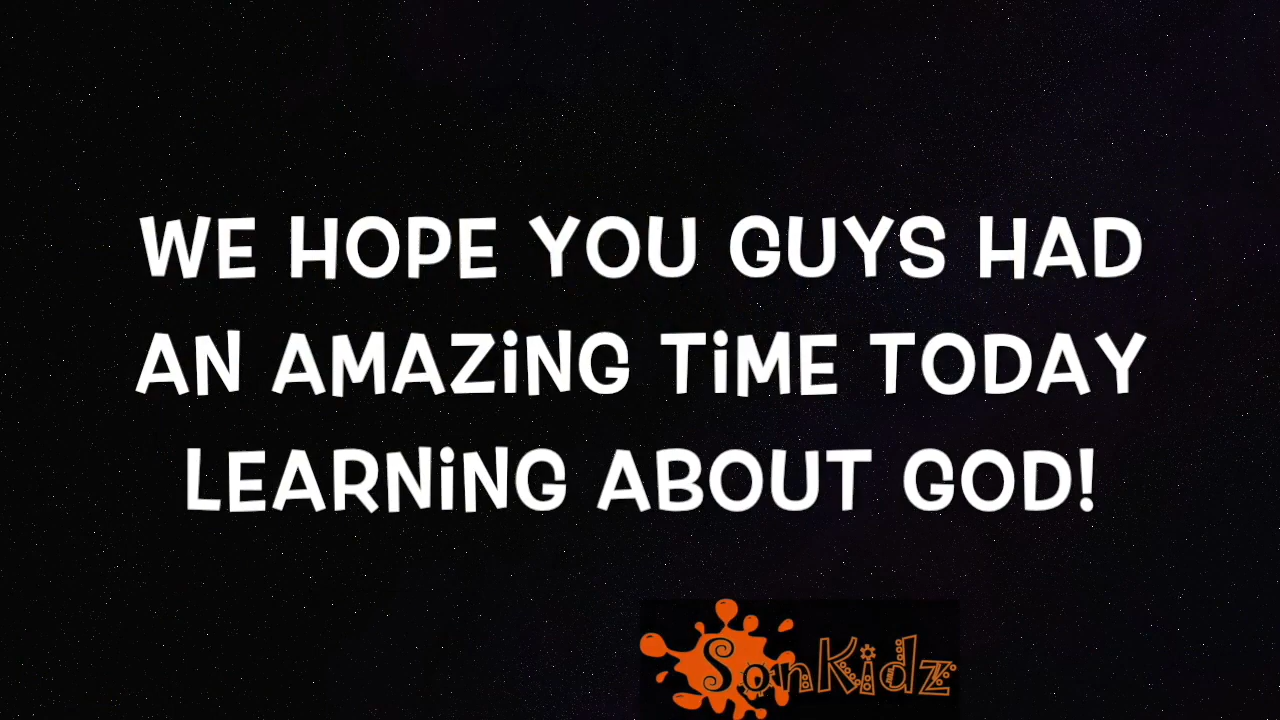 WE HOPE YOU GUYS HAD
AN AMAZiNG TiME TODAY
LEARNiNG ABOUT GOD!
SonKidz